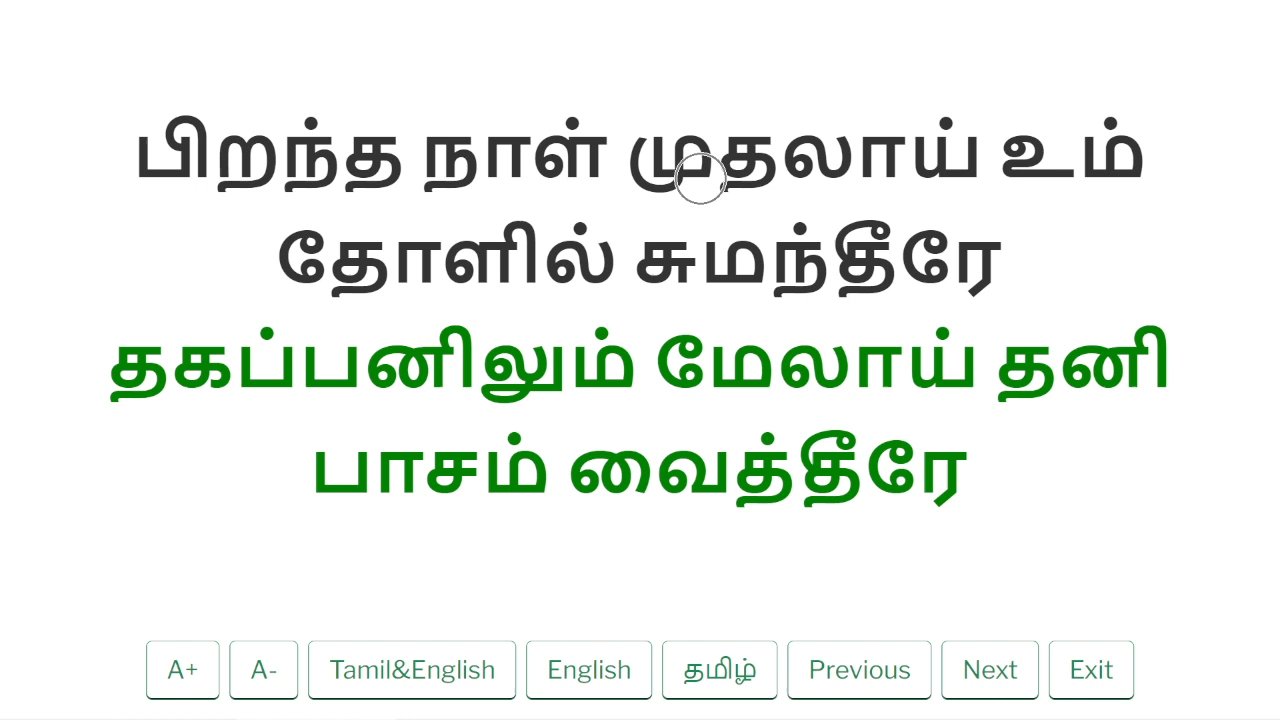 பிறந்த நாள் முதலாய் உம்
தோளில் சுமந்தீரே
தகப்பனிலும் மேலாய் தனி
பாசம் வைத்தீரே
A+ A- Tamil&English English தமிழ் Previous Next Exit